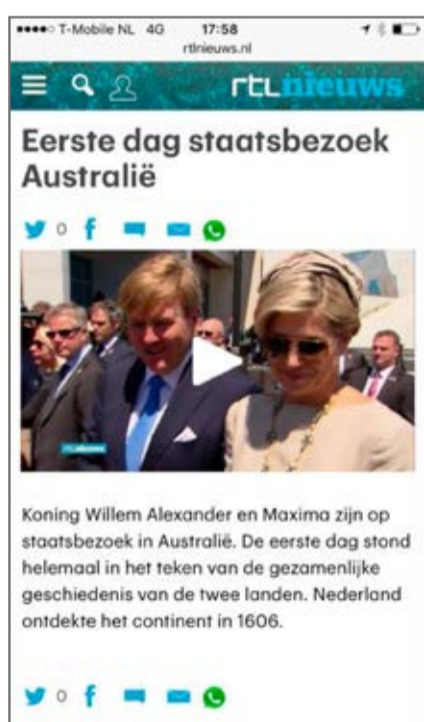 T-Mobile NL 4G 17:58
rtlnieuws.nl
rtlnieuws
Eerste dag staatsbezoek
Australië
0
rtlnieuws
Koning Willem Alexander en Maxima zijn op
staatsbezoek in Australië. De eerste dag stond
helemaal in het teken van de gezamenlijke
geschiedenis van de twee landen. Nederland
ontdekte het continent in 1606.
0